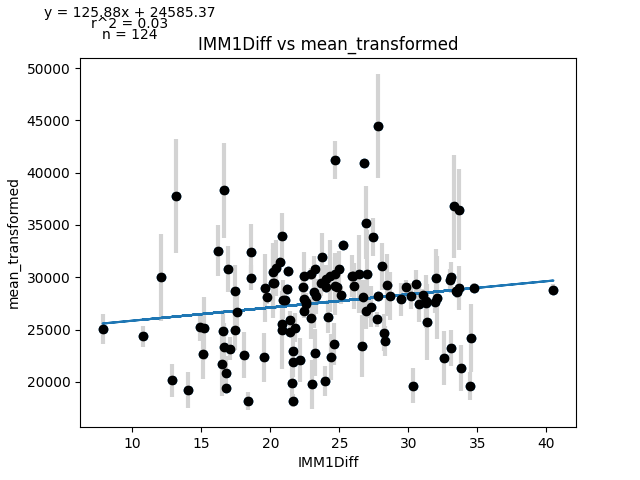 y = 125.88x + 24585.37
r^2 = 0.03
n = 124
IMM1Diff vs mean_transformed
50000
45000
40000
35000
30000
25000
20000
mean_transformed
10
15
20
25
30
35
40
IMM1Diff